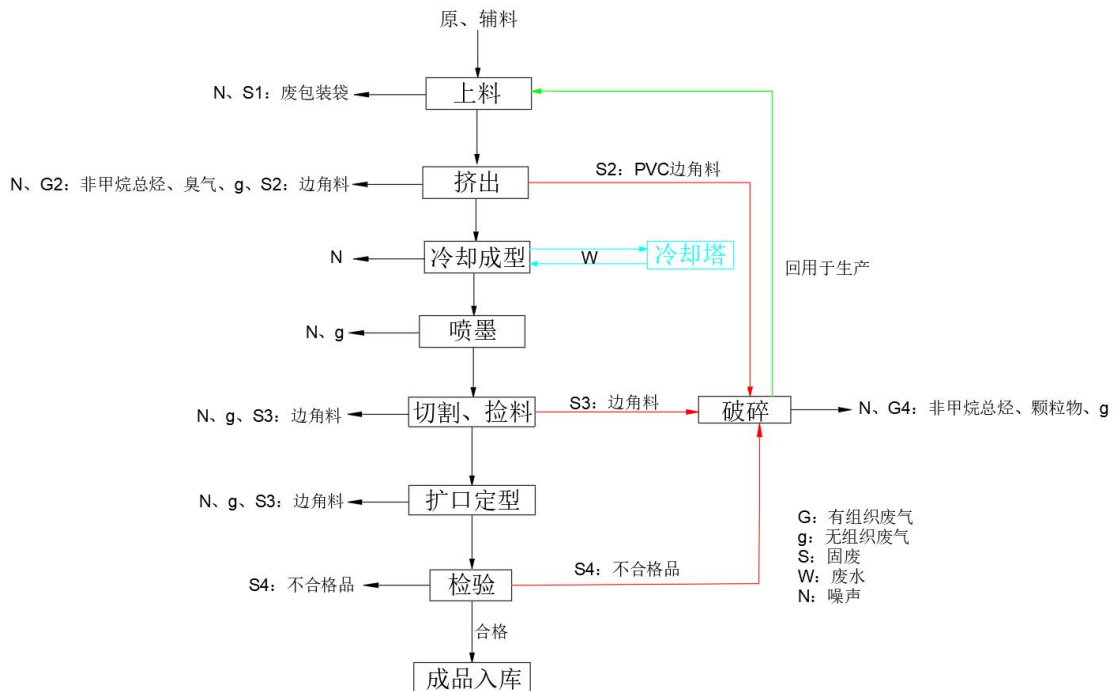 原、辅料
N、S1：废包装袋
上料
N、G2：非甲烷总烃、臭气、g、S2：边角料
挤出
S2：PVC边角料
N
冷却成型
W
冷却塔
回用于生产
N、g
喷墨
N、g、S3：边角料
切割、捡料
S3：边角料
破碎
N、G4：非甲烷总烃、颗粒物、g
N、g、S3：边角料
扩口定型
G：有组织废气
g：无组织废气
S：固废
W：废水
N：噪声
S4：不合格品
检验
S4：不合格品
合格
成品入库